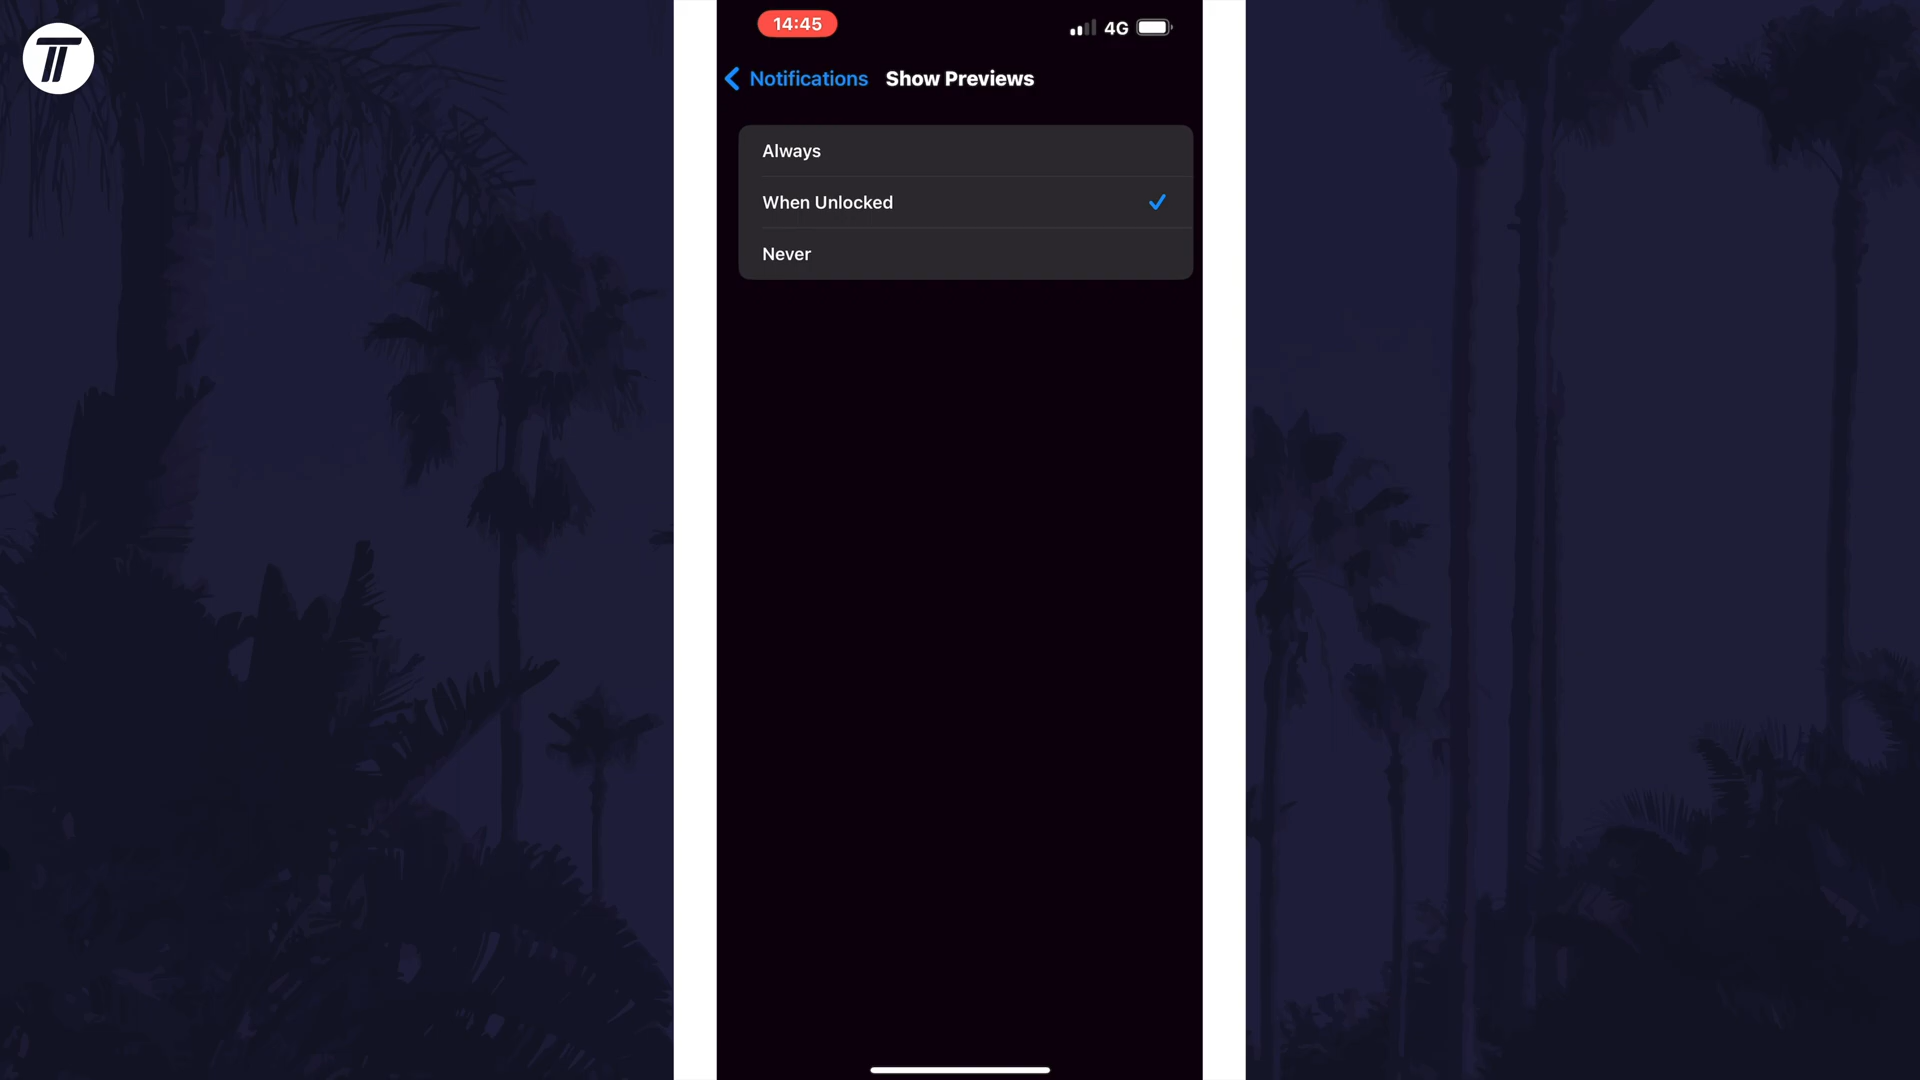 14:45
4G
Notifications
Show Previews
Always
When Unlocked
Never